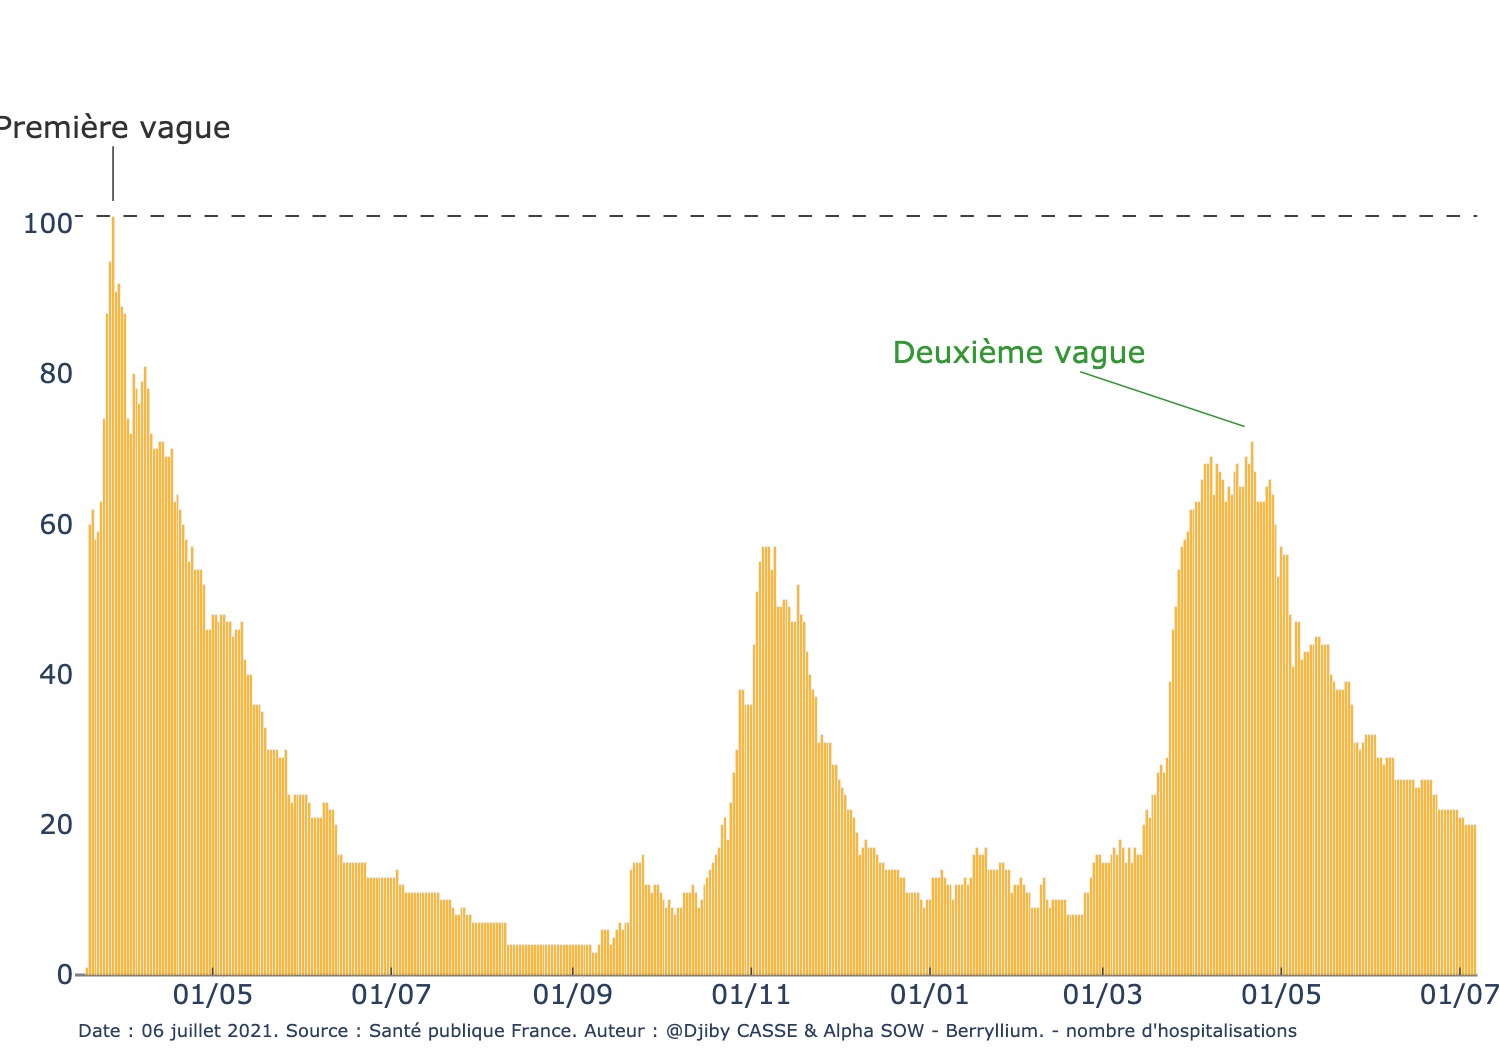 Première vague
100
80
Deuxième vague
60
40
20
0
01/05 01/07 01/09 01/11 01/01 01/03 01/05 01/07
Date : 06 juillet 2021. Source : Santé publique France. Auteur : @Djiby CASSE & Alpha SOW - Berryllium. - nombre d'hospitalisations